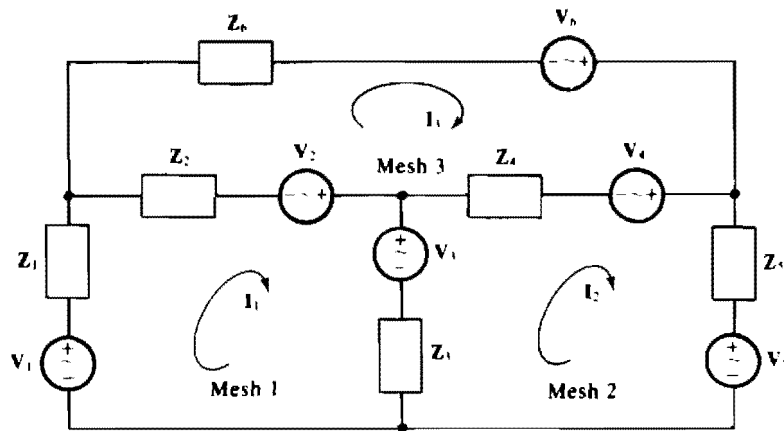 Z₆ V₆
I₃
Z₂ V₂ Mesh 3 Z₄ V₄
Z₁ V₃ Z₅
I₁ I₂
V₁ Z₃ V
Mesh 1 Mesh 2